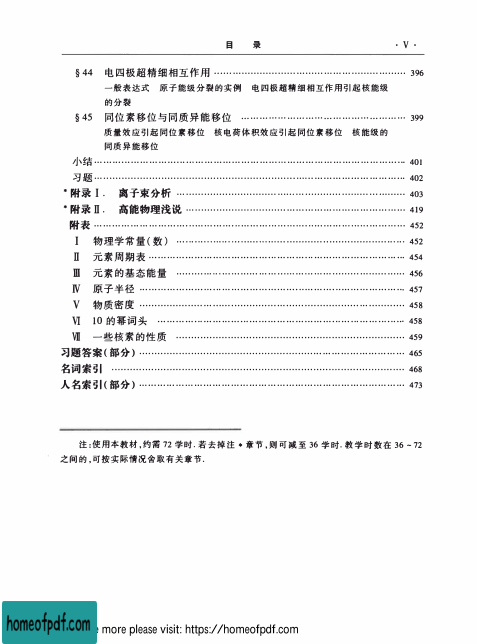 目　录 · V ·
§44 电四极超精细相互作用 …… 396
一般表达式　原子能级分裂的实例　电四极超精细相互作用引起核能级
的分裂
§45 同位素移位与同质异能移位 …… 399
质量效应引起同位素移位　核电荷体积效应引起同位素移位　核能级的
同质异能移位
小结 …… 401
习题 …… 402
*附录Ⅰ. 离子束分析 …… 403
*附录Ⅱ. 高能物理浅说 …… 419
附表 …… 452
Ⅰ 物理学常量(数) …… 452
Ⅱ 元素周期表 …… 454
Ⅲ 元素的基态能量 …… 456
Ⅳ 原子半径 …… 457
Ⅴ 物质密度 …… 458
Ⅵ 10 的幂词头 …… 458
Ⅶ 一些核素的性质 …… 459
习题答案(部分) …… 465
名词索引 …… 468
人名索引(部分) …… 473
注:使用本教材,约需 72 学时. 若去掉注 * 章节,则可减至 36 学时. 教学时数在 36 ~ 72
之间的,可按实际情况舍取有关章节.
homeofpdf.com more please visit: https://homeofpdf.com